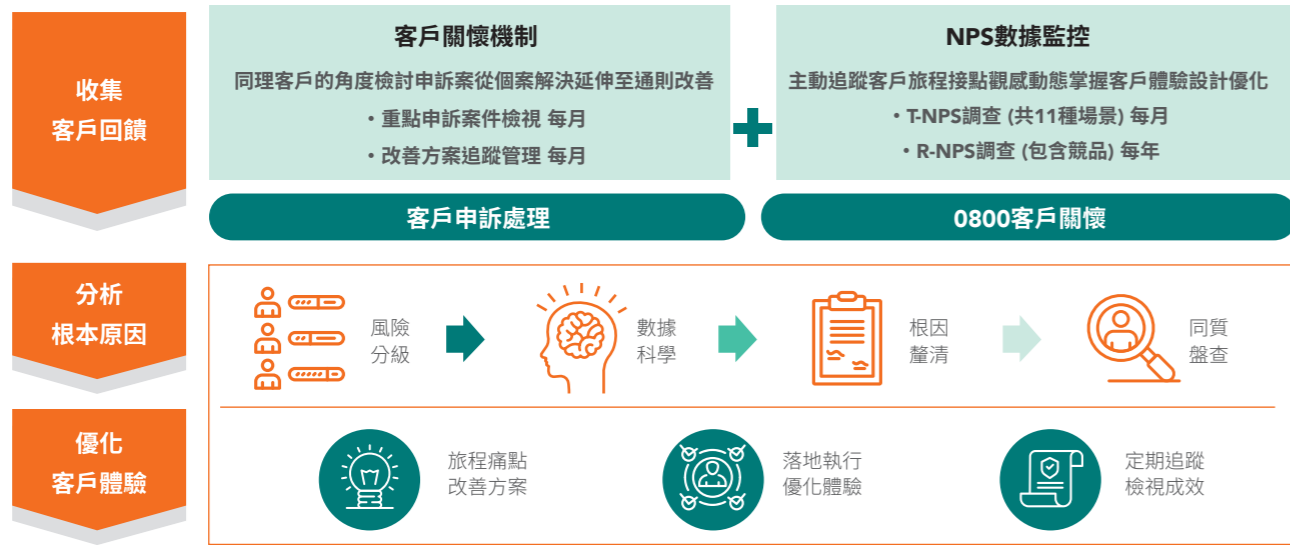 收集
客戶回饋
客戶關懷機制
同理客戶的角度檢討申訴案從個案解決延伸至通則改善
・重點申訴案件檢視 每月
・改善方案追蹤管理 每月
NPS數據監控
主動追蹤客戶旅程接點觀感動態掌握客戶體驗設計優化
・T-NPS調查 (共11種場景) 每月
・R-NPS調查 (包含競品) 每年
客戶申訴處理
0800客戶關懷
分析
根本原因
風險
分級
數據
科學
根因
釐清
同質
盤查
優化
客戶體驗
旅程痛點
改善方案
落地執行
優化體驗
定期追蹤
檢視成效